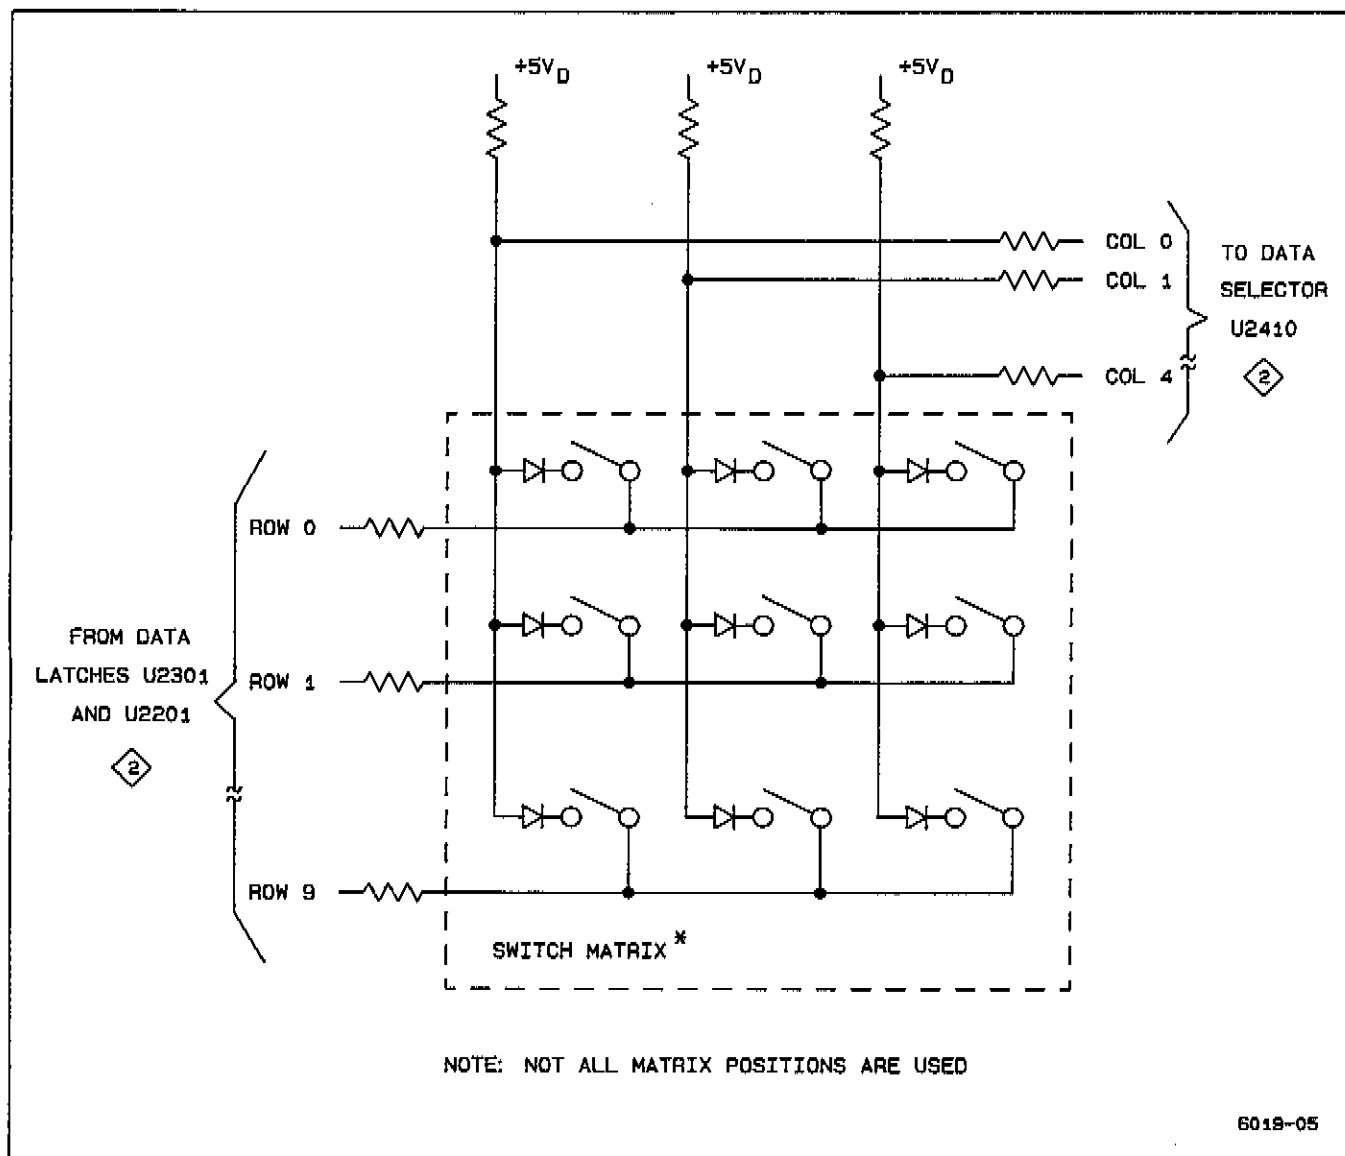 +5VD +5VD +5VD
COL 0
COL 1
COL 4
TO DATA
SELECTOR
U2410
2
ROW 0
ROW 1
ROW 9
FROM DATA
LATCHES U2301
AND U2201
2
SWITCH MATRIX*
NOTE: NOT ALL MATRIX POSITIONS ARE USED
6019-05